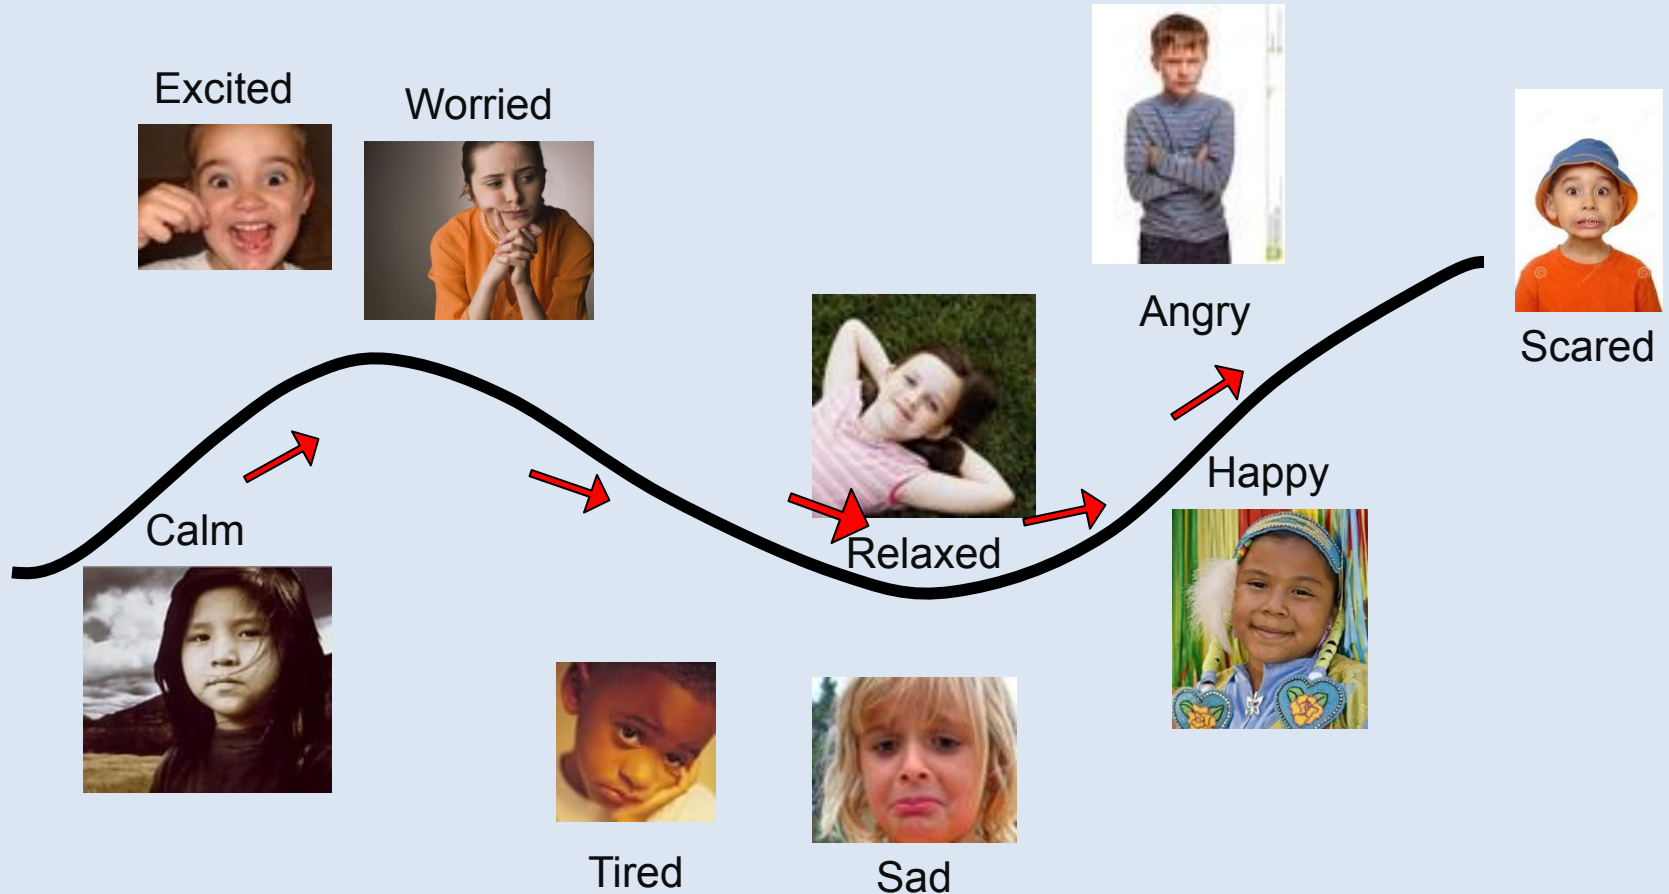 Excited
Worried
Angry
Scared
Calm
Relaxed
Happy
Tired
Sad